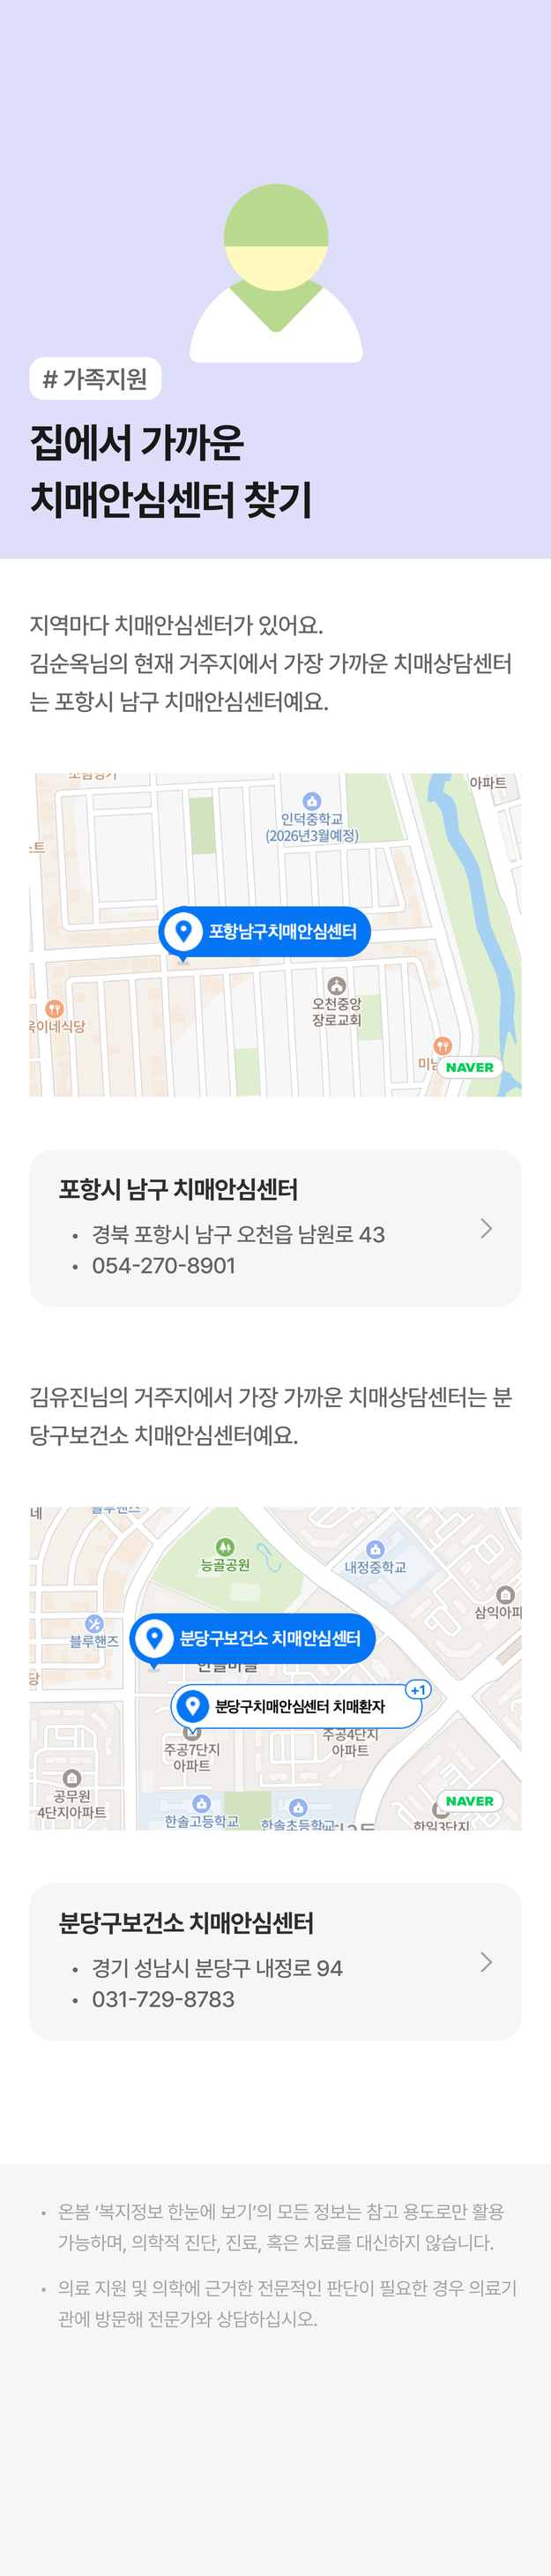 # 가족지원
집에서 가까운
치매안심센터 찾기
지역마다 치매안심센터가 있어요.
김순옥님의 현재 거주지에서 가장 가까운 치매상담센터
는 포항시 남구 치매안심센터예요.
아파트
인덕중학교
(2026년3월예정)
스트
포항남구치매안심센터
오천중앙
장로교회
옥이네식당
미남
NAVER
포항시 남구 치매안심센터
• 경북 포항시 남구 오천읍 남원로 43
• 054-270-8901
김유진님의 거주지에서 가장 가까운 치매상담센터는 분
당구보건소 치매안심센터예요.
네
블루핸즈
능골공원
내정중학교
삼익아파
블루핸즈
분당구보건소 치매안심센터
한솔마을
당
+1
분당구치매안심센터 치매환자
주공7단지
아파트
주공4단지
아파트
공무원
4단지아파트
한솔고등학교
한솔초등학교
한일3단지
NAVER
분당구보건소 치매안심센터
• 경기 성남시 분당구 내정로 94
• 031-729-8783
• 온봄 ‘복지정보 한눈에 보기’의 모든 정보는 참고 용도로만 활용
가능하며, 의학적 진단, 진료, 혹은 치료를 대신하지 않습니다.
• 의료 지원 및 의학에 근거한 전문적인 판단이 필요한 경우 의료기
관에 방문해 전문가와 상담하십시오.